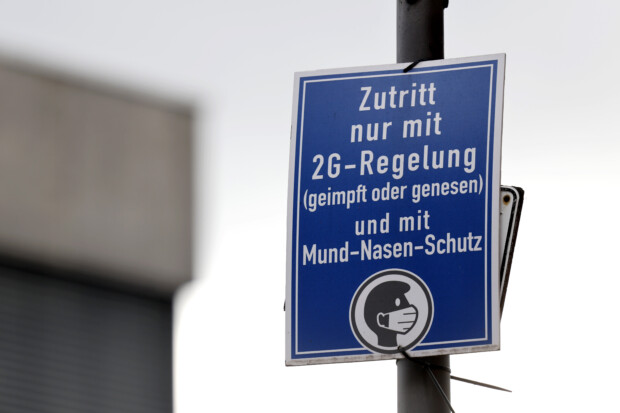 Zutritt
nur mit
2G-Regelung
(geimpft oder genesen)
und mit
Mund-Nasen-Schutz